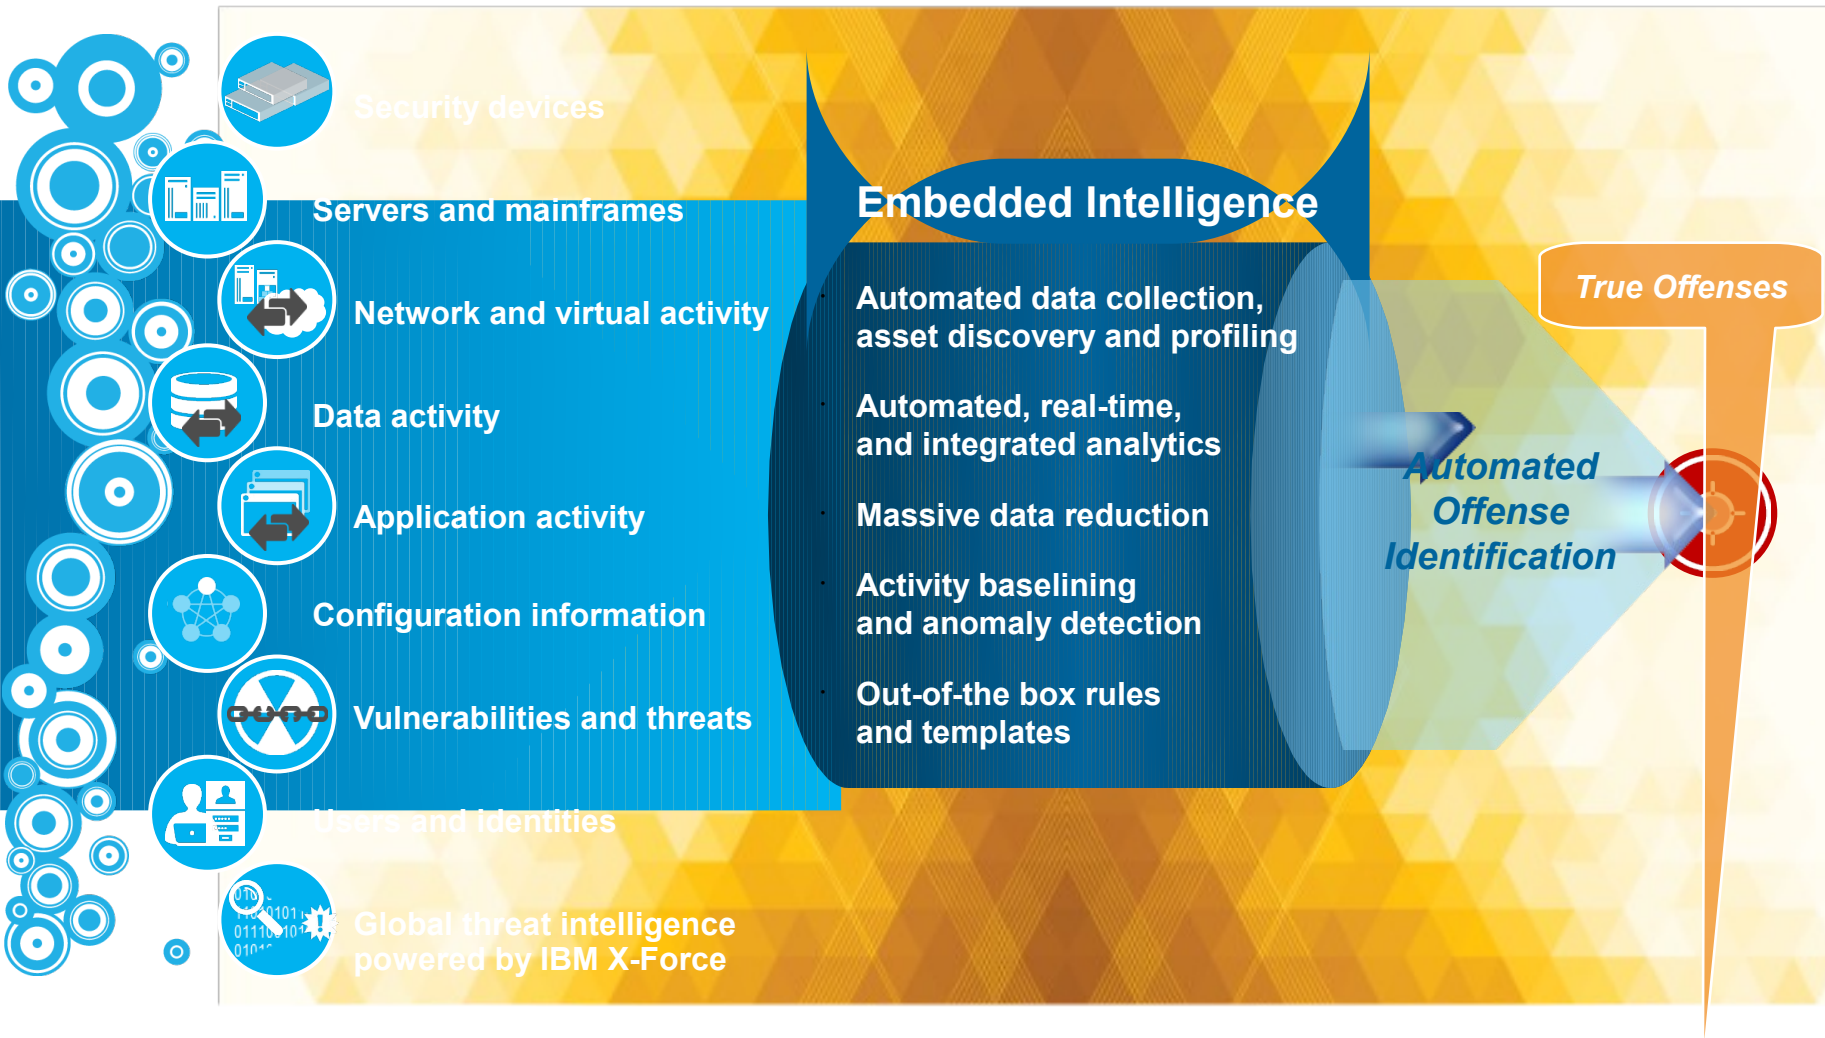 Security devices
Servers and mainframes
Network and virtual activity
Data activity
Application activity
Configuration information
Vulnerabilities and threats
Users and identities
Global threat intelligence
powered by IBM X-Force
Embedded Intelligence
· Automated data collection,
asset discovery and profiling
· Automated, real-time,
and integrated analytics
· Massive data reduction
· Activity baselining
and anomaly detection
· Out-of-the box rules
and templates
Automated
Offense
Identification
True Offenses